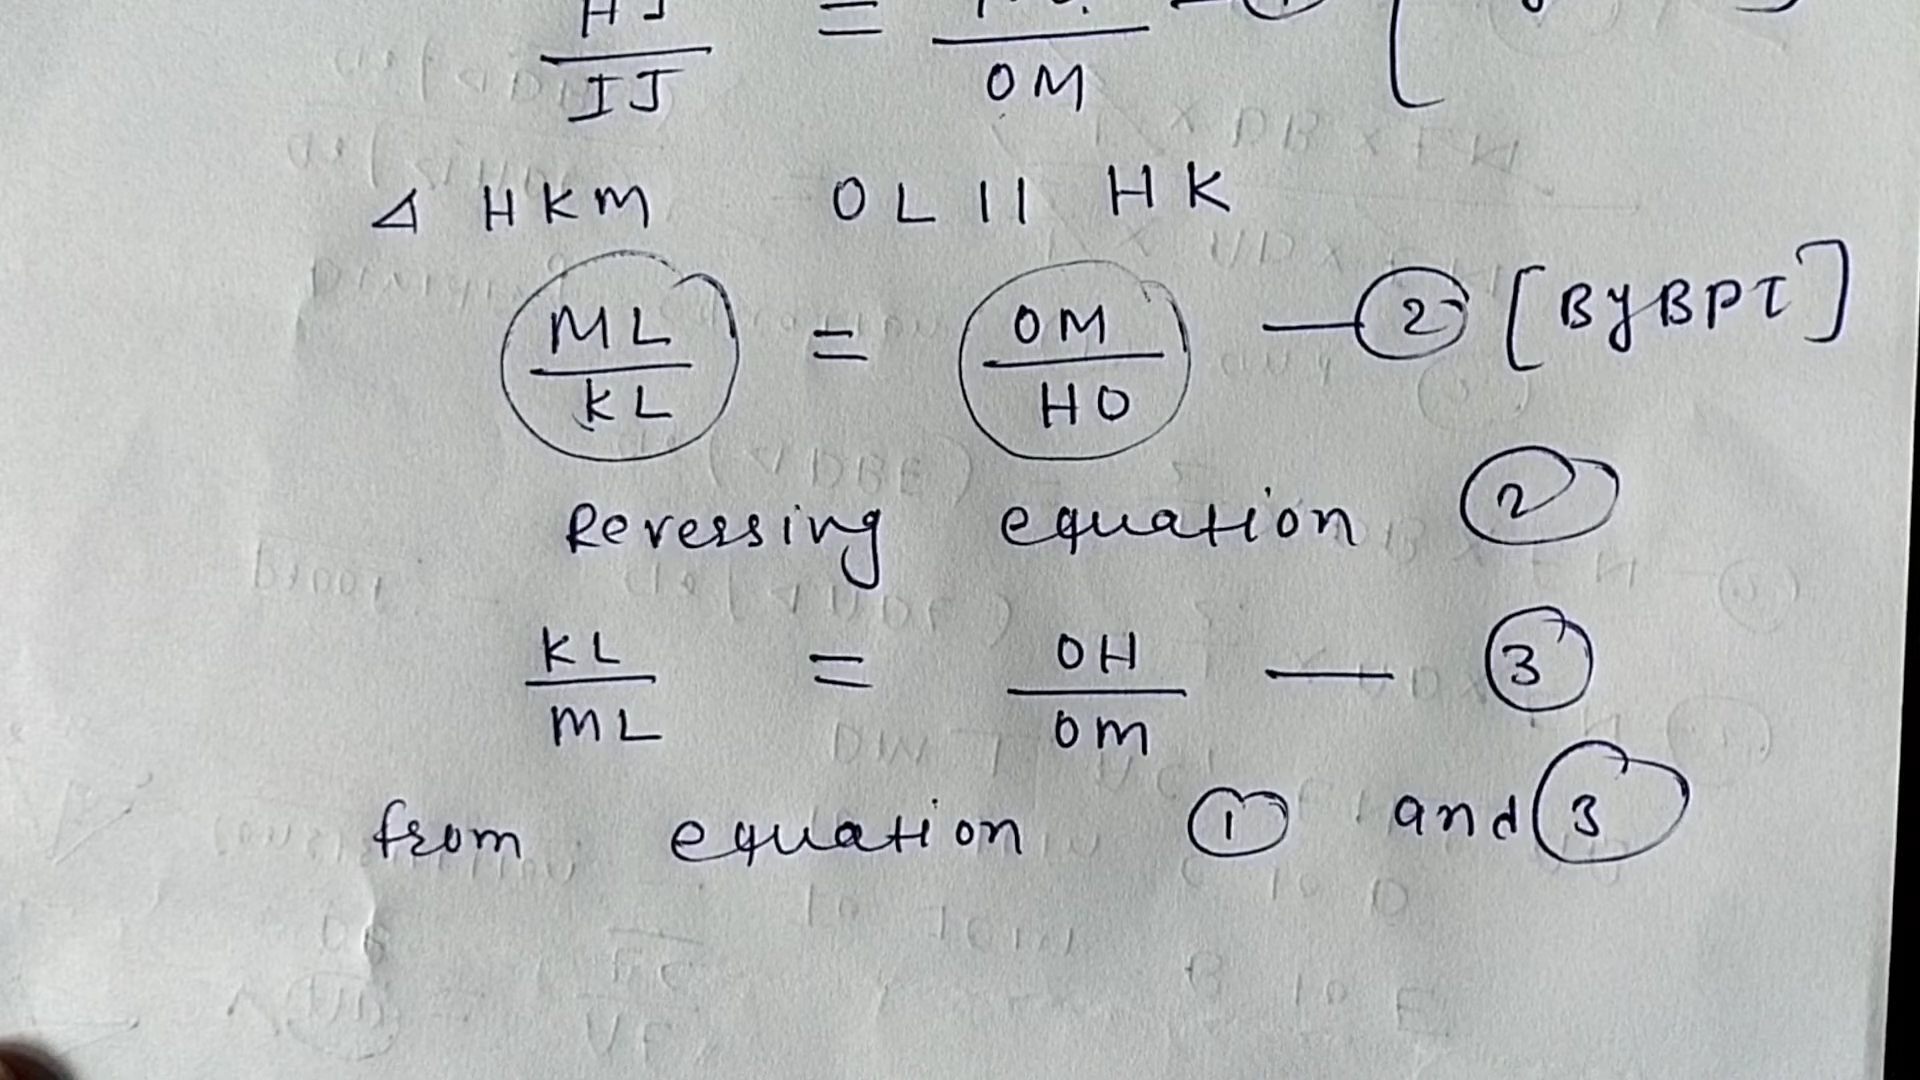 IJ = OM
△ HKM OL || HK
ML/KL = OM/HO — ② [By BPT]
Reversing equation ②
KL/ML = OH/OM — ③
from equation ① and ③